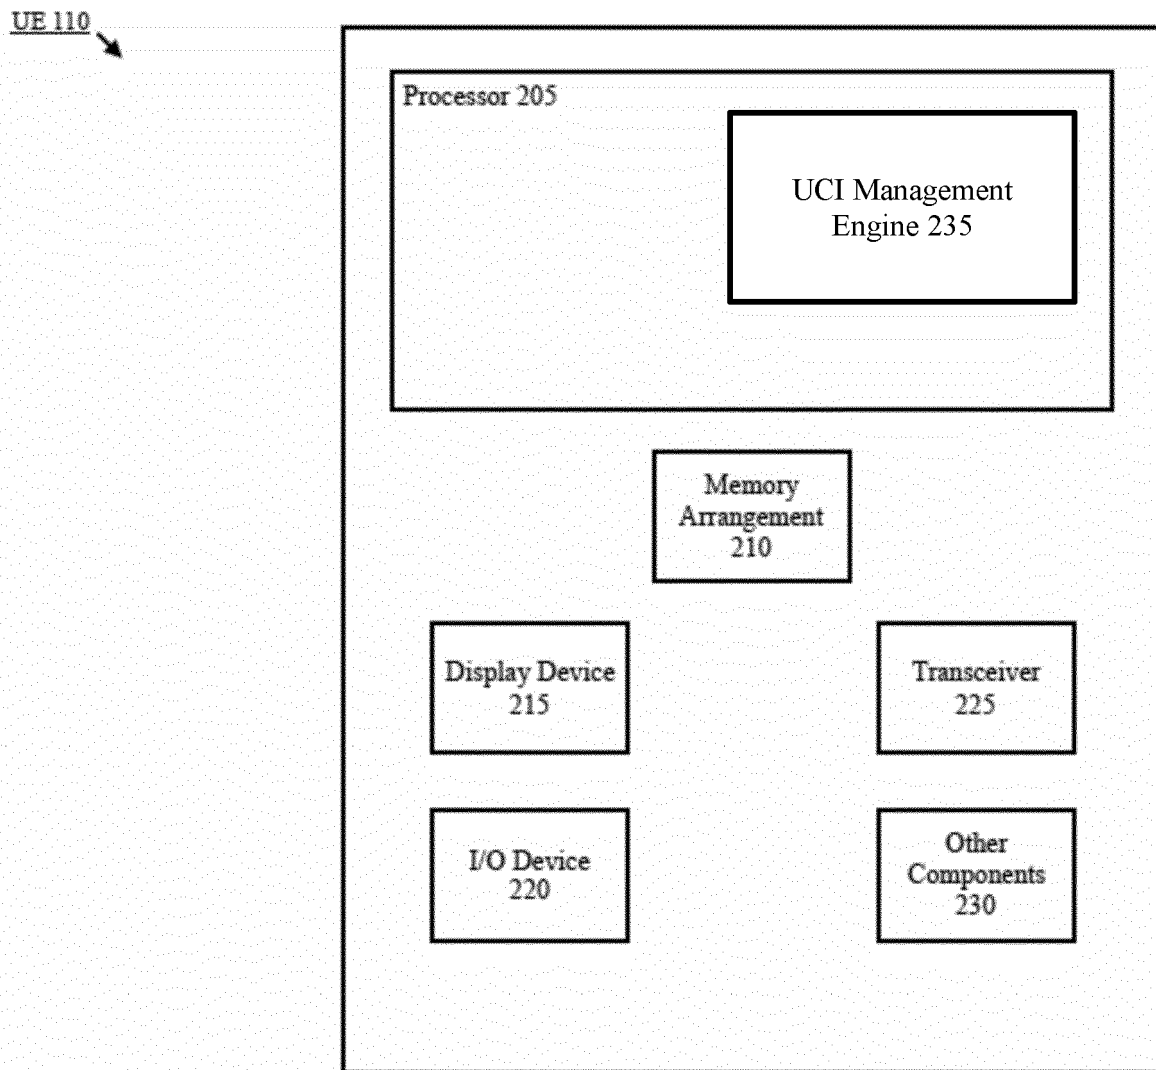 UE 110
Processor 205
UCI Management
Engine 235
Memory
Arrangement
210
Display Device
215
Transceiver
225
I/O Device
220
Other
Components
230